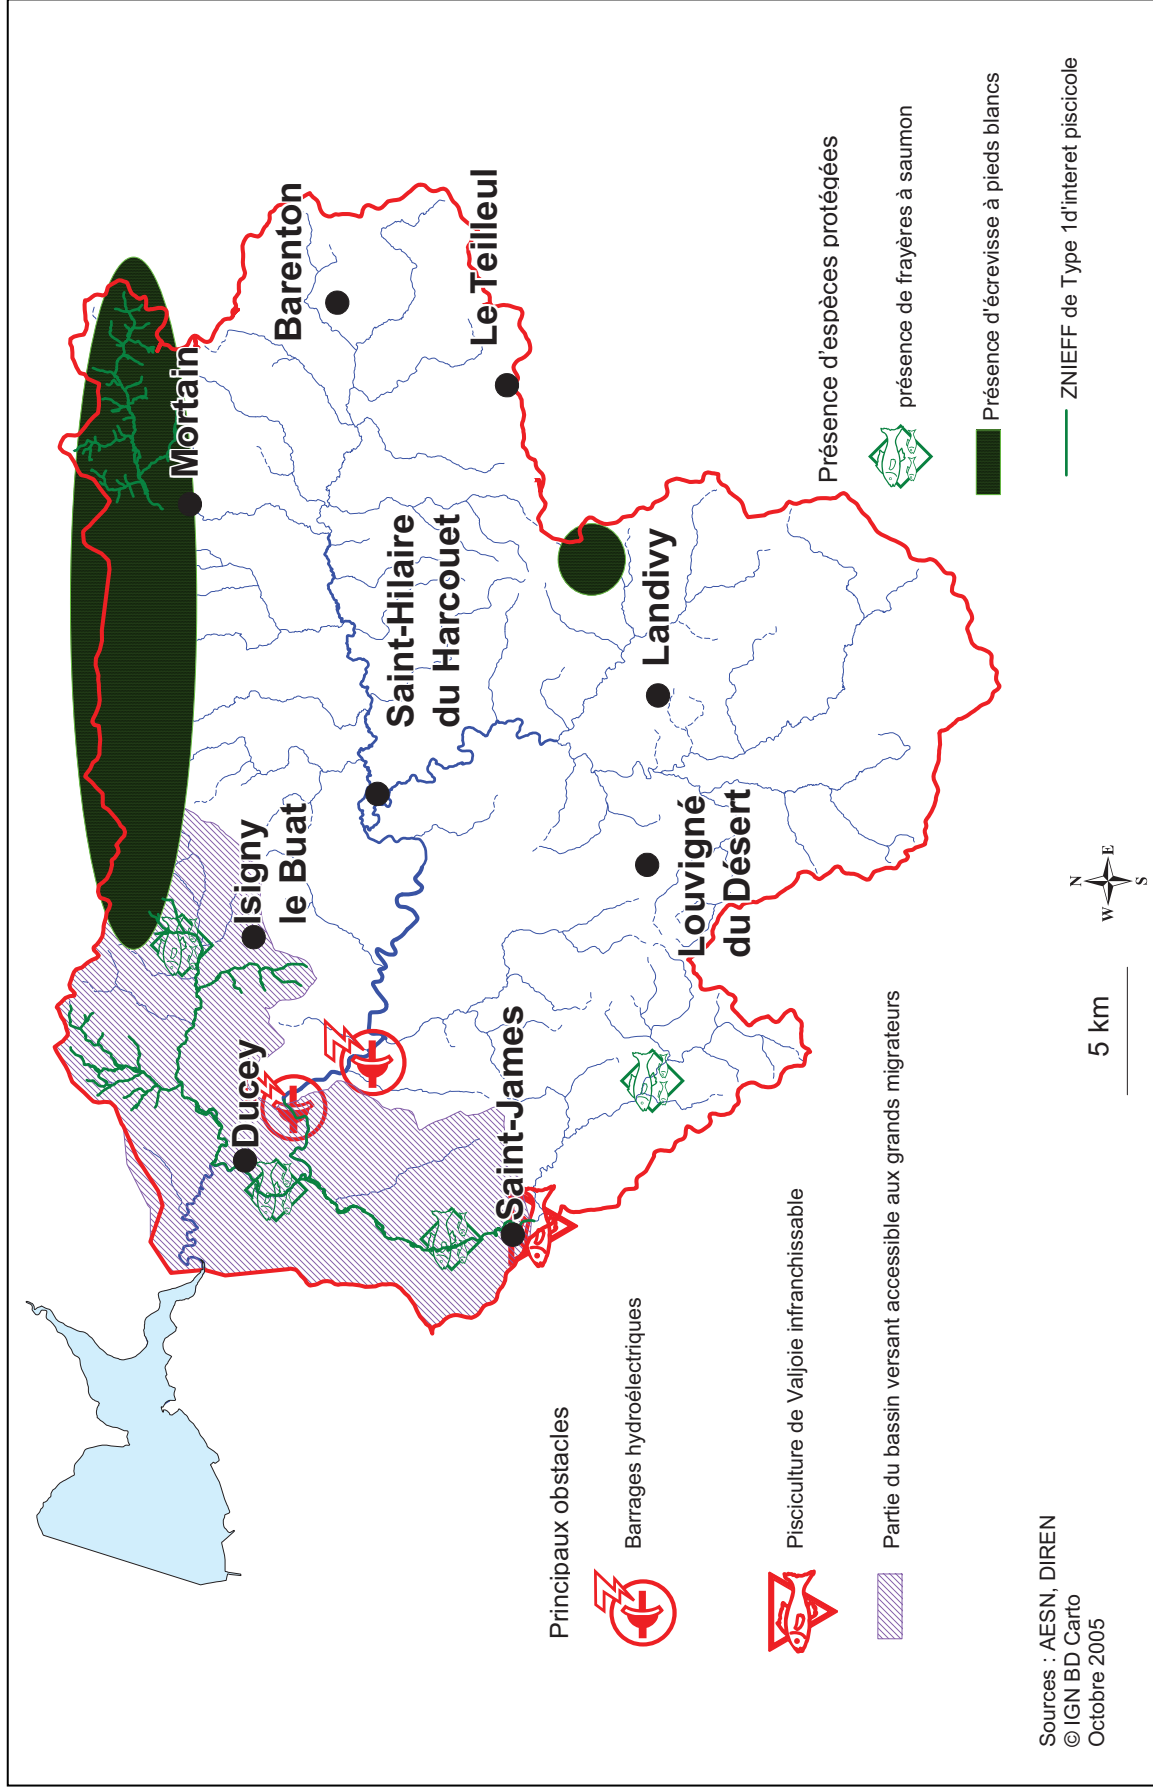 Mortain
Barenton
Isigny
le Buat
Ducey
Saint-Hilaire
du Harcouet
Le Teilleul
Saint-James
Landivy
Louvigné
du Désert
Principaux obstacles
Barrages hydroélectriques
Pisciculture de Valjoie infranchissable
Partie du bassin versant accessible aux grands migrateurs
Présence d'espèces protégées
présence de frayères à saumon
Présence d'écrevisse à pieds blancs
ZNIEFF de Type 1d'interet piscicole
5 km
N
W
E
S
Sources : AESN, DIREN
© IGN BD Carto
Octobre 2005